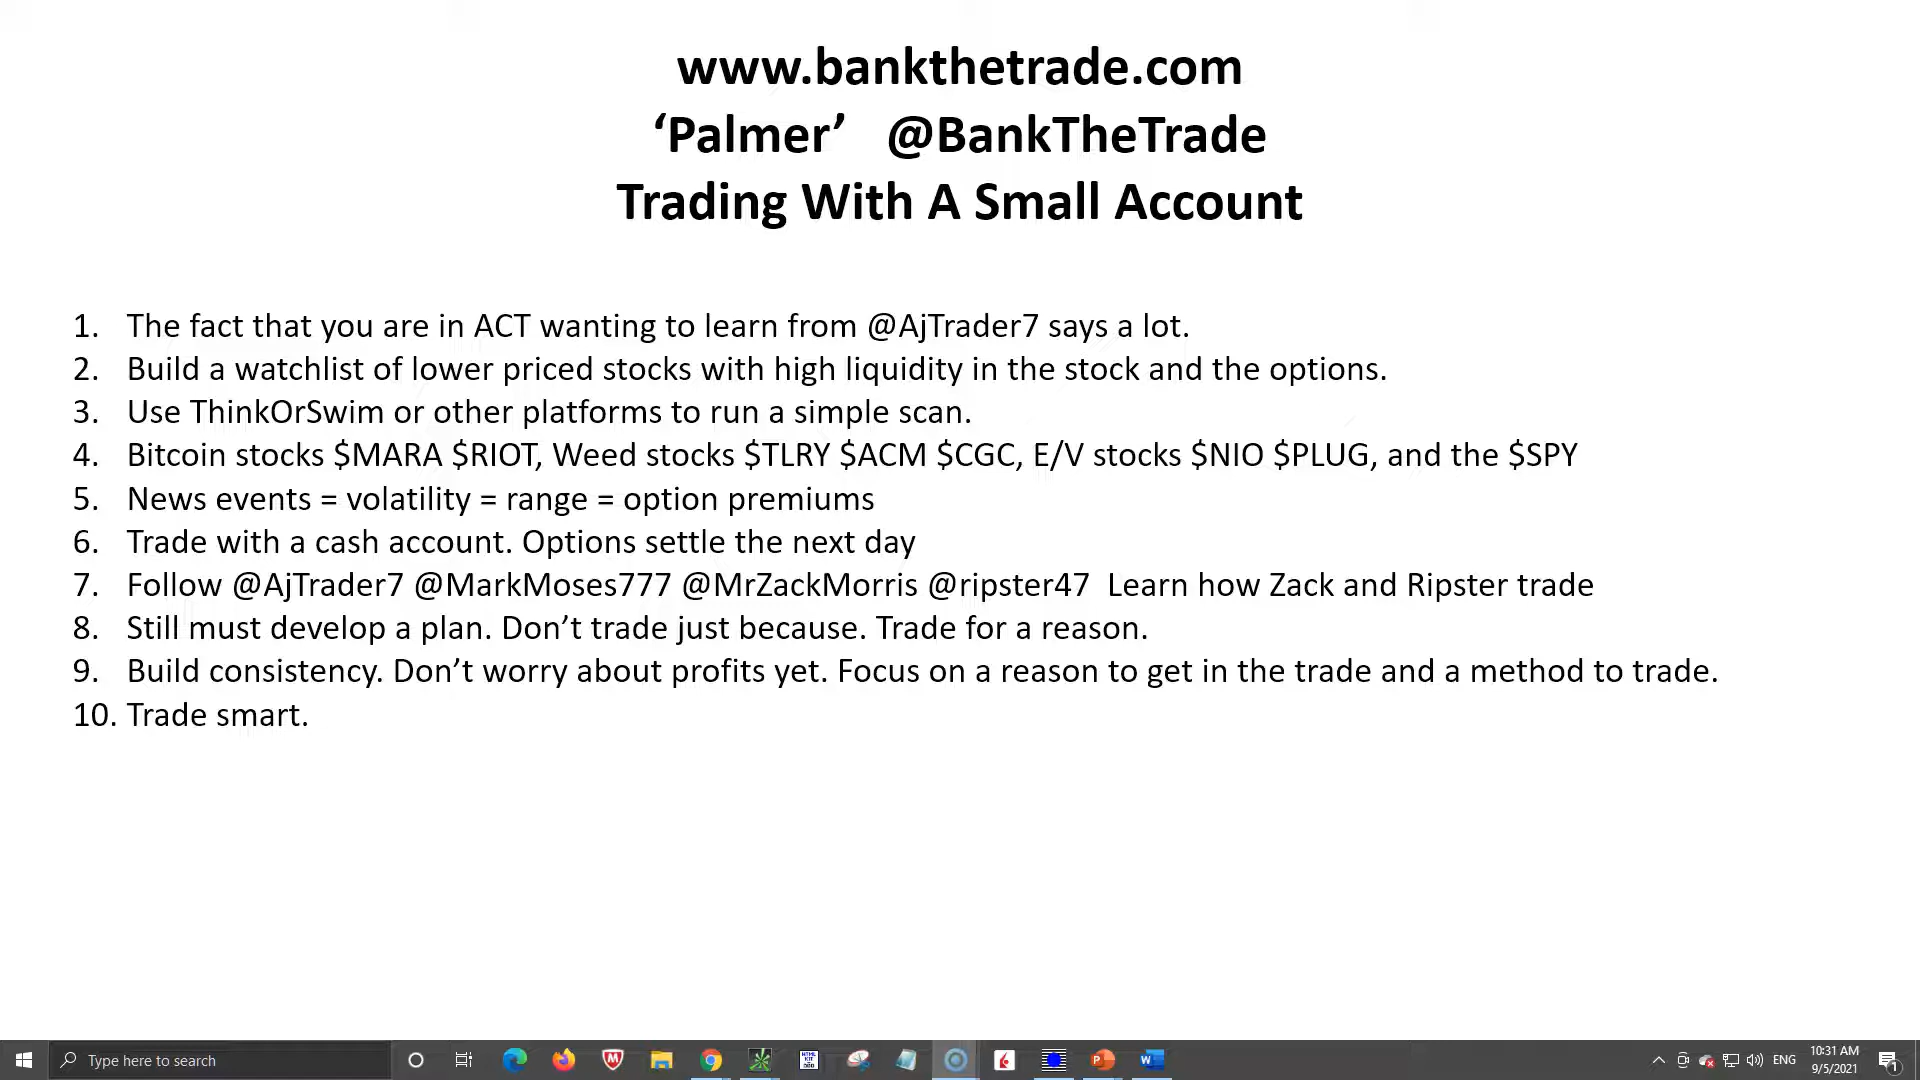 www.bankthetrade.com
‘Palmer’ @BankTheTrade
Trading With A Small Account
1. The fact that you are in ACT wanting to learn from @AjTrader7 says a lot.
2. Build a watchlist of lower priced stocks with high liquidity in the stock and the options.
3. Use ThinkOrSwim or other platforms to run a simple scan.
4. Bitcoin stocks $MARA $RIOT, Weed stocks $TLRY $ACM $CGC, E/V stocks $NIO $PLUG, and the $SPY
5. News events = volatility = range = option premiums
6. Trade with a cash account. Options settle the next day
7. Follow @AjTrader7 @MarkMoses777 @MrZackMorris @ripster47 Learn how Zack and Ripster trade
8. Still must develop a plan. Don’t trade just because. Trade for a reason.
9. Build consistency. Don’t worry about profits yet. Focus on a reason to get in the trade and a method to trade.
10. Trade smart.
Type here to search
ENG
10:31 AM
9/5/2021